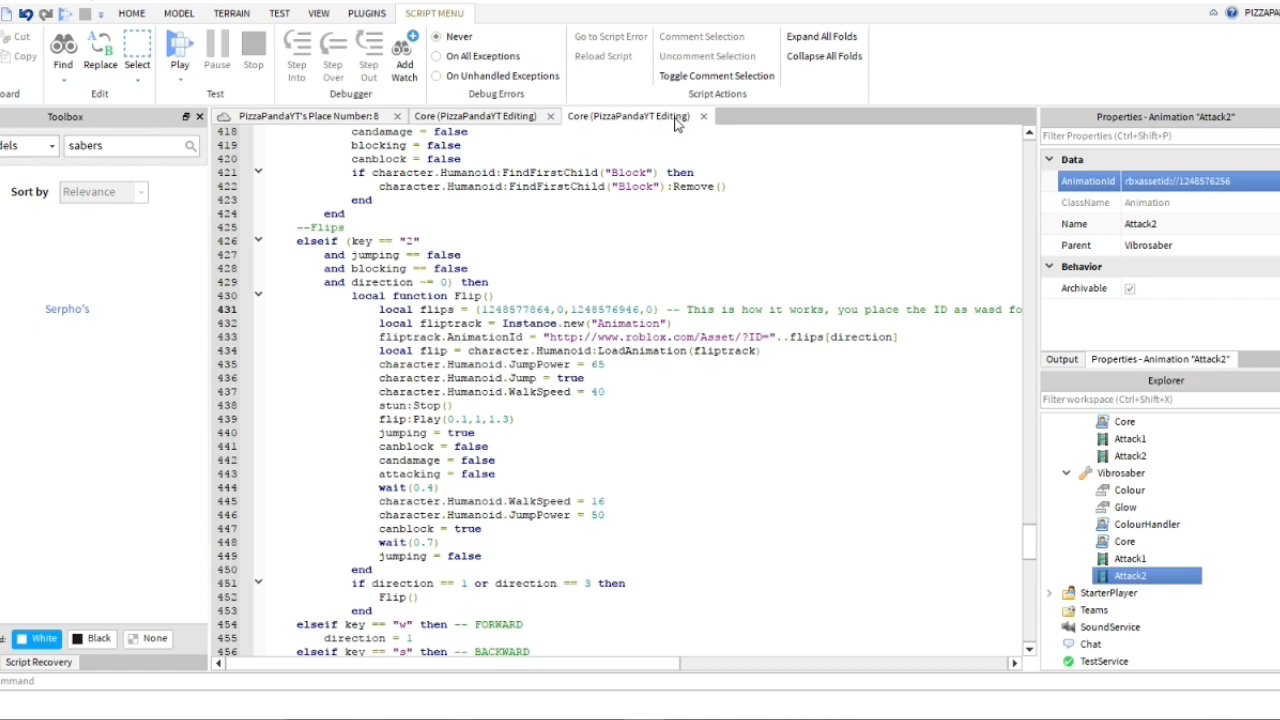 HOME MODEL TERRAIN TEST VIEW PLUGINS SCRIPT MENU PIZZAPA
Cut
Copy
Find Replace Select
Edit
Play Pause Stop
Test
Step Into Step Over Step Out Add Watch
Debugger
Never
On All Exceptions
On Unhandled Exceptions
Debug Errors
Go to Script Error
Reload Script
Comment Selection
Uncomment Selection
Toggle Comment Selection
Expand All Folds
Collapse All Folds
Script Actions
oard
Toolbox
dels sabers
Sort by Relevance
Serpho's
d: White Black None
Script Recovery
ommand
PizzaPandaYT's Place Number: 8 Core (PizzaPandaYT Editing) Core (PizzaPandaYT Editing)
418 candamage = false
419 blocking = false
420 canblock = false
421 if character.Humanoid:FindFirstChild("Block") then
422 character.Humanoid:FindFirstChild("Block"):Remove()
423 end
424 end
425 --Flips
426 elseif (key == "2"
427 and jumping == false
428 and blocking == false
429 and direction ~= 0) then
430 local function Flip()
431 local flips = {1248577864,0,1248576946,0} -- This is how it works, you place the ID as wasd fo
432 local fliptrack = Instance.new("Animation")
433 fliptrack.AnimationId = "http://www.roblox.com/Asset/?ID="..flips[direction]
434 local flip = character.Humanoid:LoadAnimation(fliptrack)
435 character.Humanoid.JumpPower = 65
436 character.Humanoid.Jump = true
437 character.Humanoid.WalkSpeed = 40
438 stun:Stop()
439 flip:Play(0.1,1,1.3)
440 jumping = true
441 canblock = false
442 candamage = false
443 attacking = false
444 wait(0.4)
445 character.Humanoid.WalkSpeed = 16
446 character.Humanoid.JumpPower = 50
447 canblock = true
448 wait(0.7)
449 jumping = false
450 end
451 if direction == 1 or direction == 3 then
452 Flip()
453 end
454 elseif key == "w" then -- FORWARD
455 direction = 1
456 elseif key == "s" then -- BACKWARD
Properties - Animation "Attack2"
Filter Properties (Ctrl+Shift+P)
Data
AnimationId rbxassetid://1248576256
ClassName Animation
Name Attack2
Parent Vibrosaber
Behavior
Archivable
Output Properties - Animation "Attack2"
Explorer
Filter workspace (Ctrl+Shift+X)
Core
Attack1
Attack2
Vibrosaber
Colour
Glow
ColourHandler
Core
Attack1
Attack2
StarterPlayer
Teams
SoundService
Chat
TestService